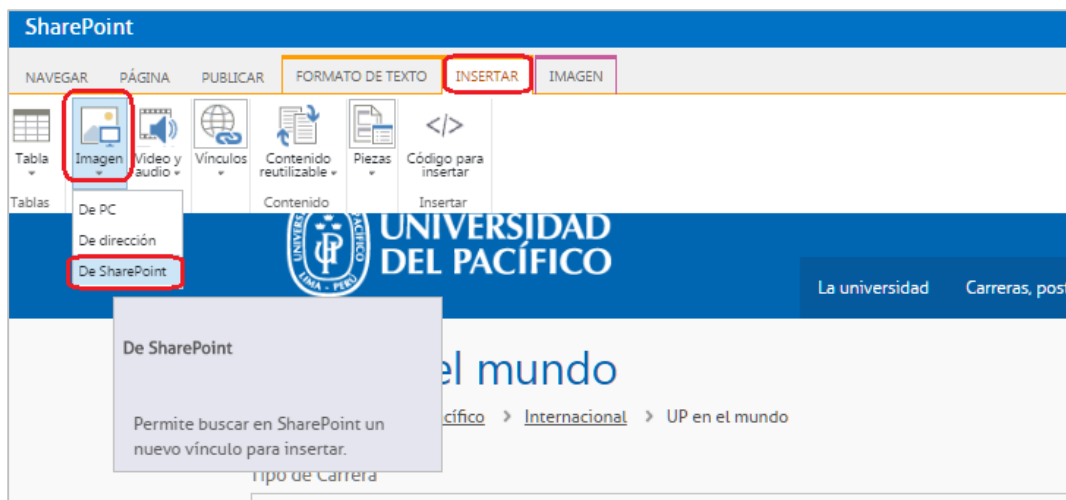 SharePoint
NAVEGAR PÁGINA PUBLICAR FORMATO DE TEXTO INSERTAR IMAGEN
Tabla Imagen Video y audio Vínculos Contenido reutilizable Piezas Código para insertar
Tablas Contenido Insertar
De PC
De dirección
De SharePoint
UNIVERSIDAD
DEL PACÍFICO
LIMA - PERÚ
La universidad Carreras, pos
De SharePoint
Permite buscar en SharePoint un
nuevo vínculo para insertar.
el mundo
cífico > Internacional > UP en el mundo
Tipo de Carrera